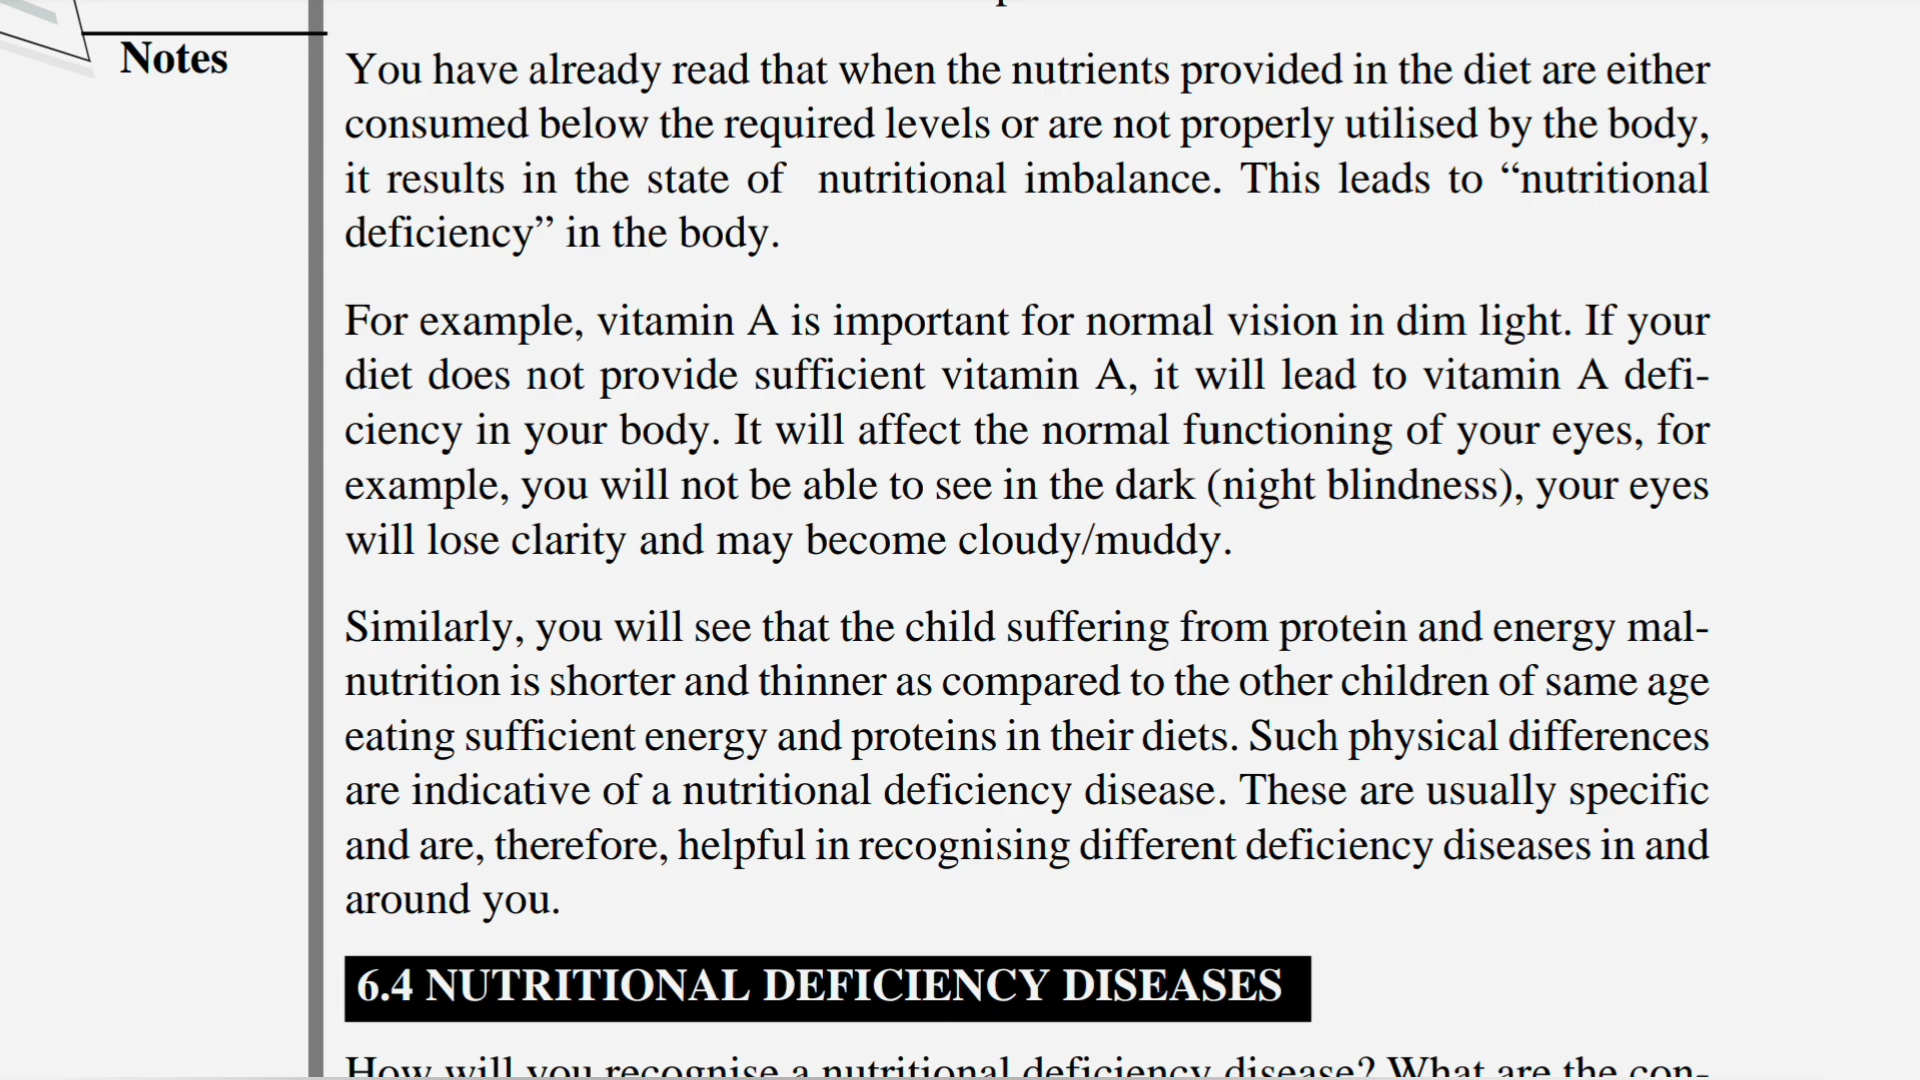 Notes
You have already read that when the nutrients provided in the diet are either
consumed below the required levels or are not properly utilised by the body,
it results in the state of nutritional imbalance. This leads to “nutritional
deficiency” in the body.
For example, vitamin A is important for normal vision in dim light. If your
diet does not provide sufficient vitamin A, it will lead to vitamin A defi-
ciency in your body. It will affect the normal functioning of your eyes, for
example, you will not be able to see in the dark (night blindness), your eyes
will lose clarity and may become cloudy/muddy.
Similarly, you will see that the child suffering from protein and energy mal-
nutrition is shorter and thinner as compared to the other children of same age
eating sufficient energy and proteins in their diets. Such physical differences
are indicative of a nutritional deficiency disease. These are usually specific
and are, therefore, helpful in recognising different deficiency diseases in and
around you.
6.4 NUTRITIONAL DEFICIENCY DISEASES
How will you recognise a nutritional deficiency disease? What are the con-